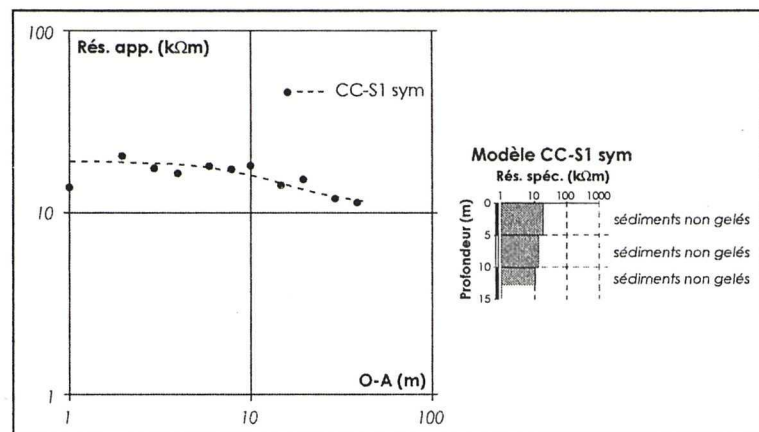 100
Rés. app. (kΩm)
CC-S1 sym
10
1
O-A (m)
1
10
100
Modèle CC-S1 sym
Rés. spéc. (kΩm)
1 10 100 1000
Profondeur (m)
0
sédiments non gelés
5
sédiments non gelés
10
sédiments non gelés
15